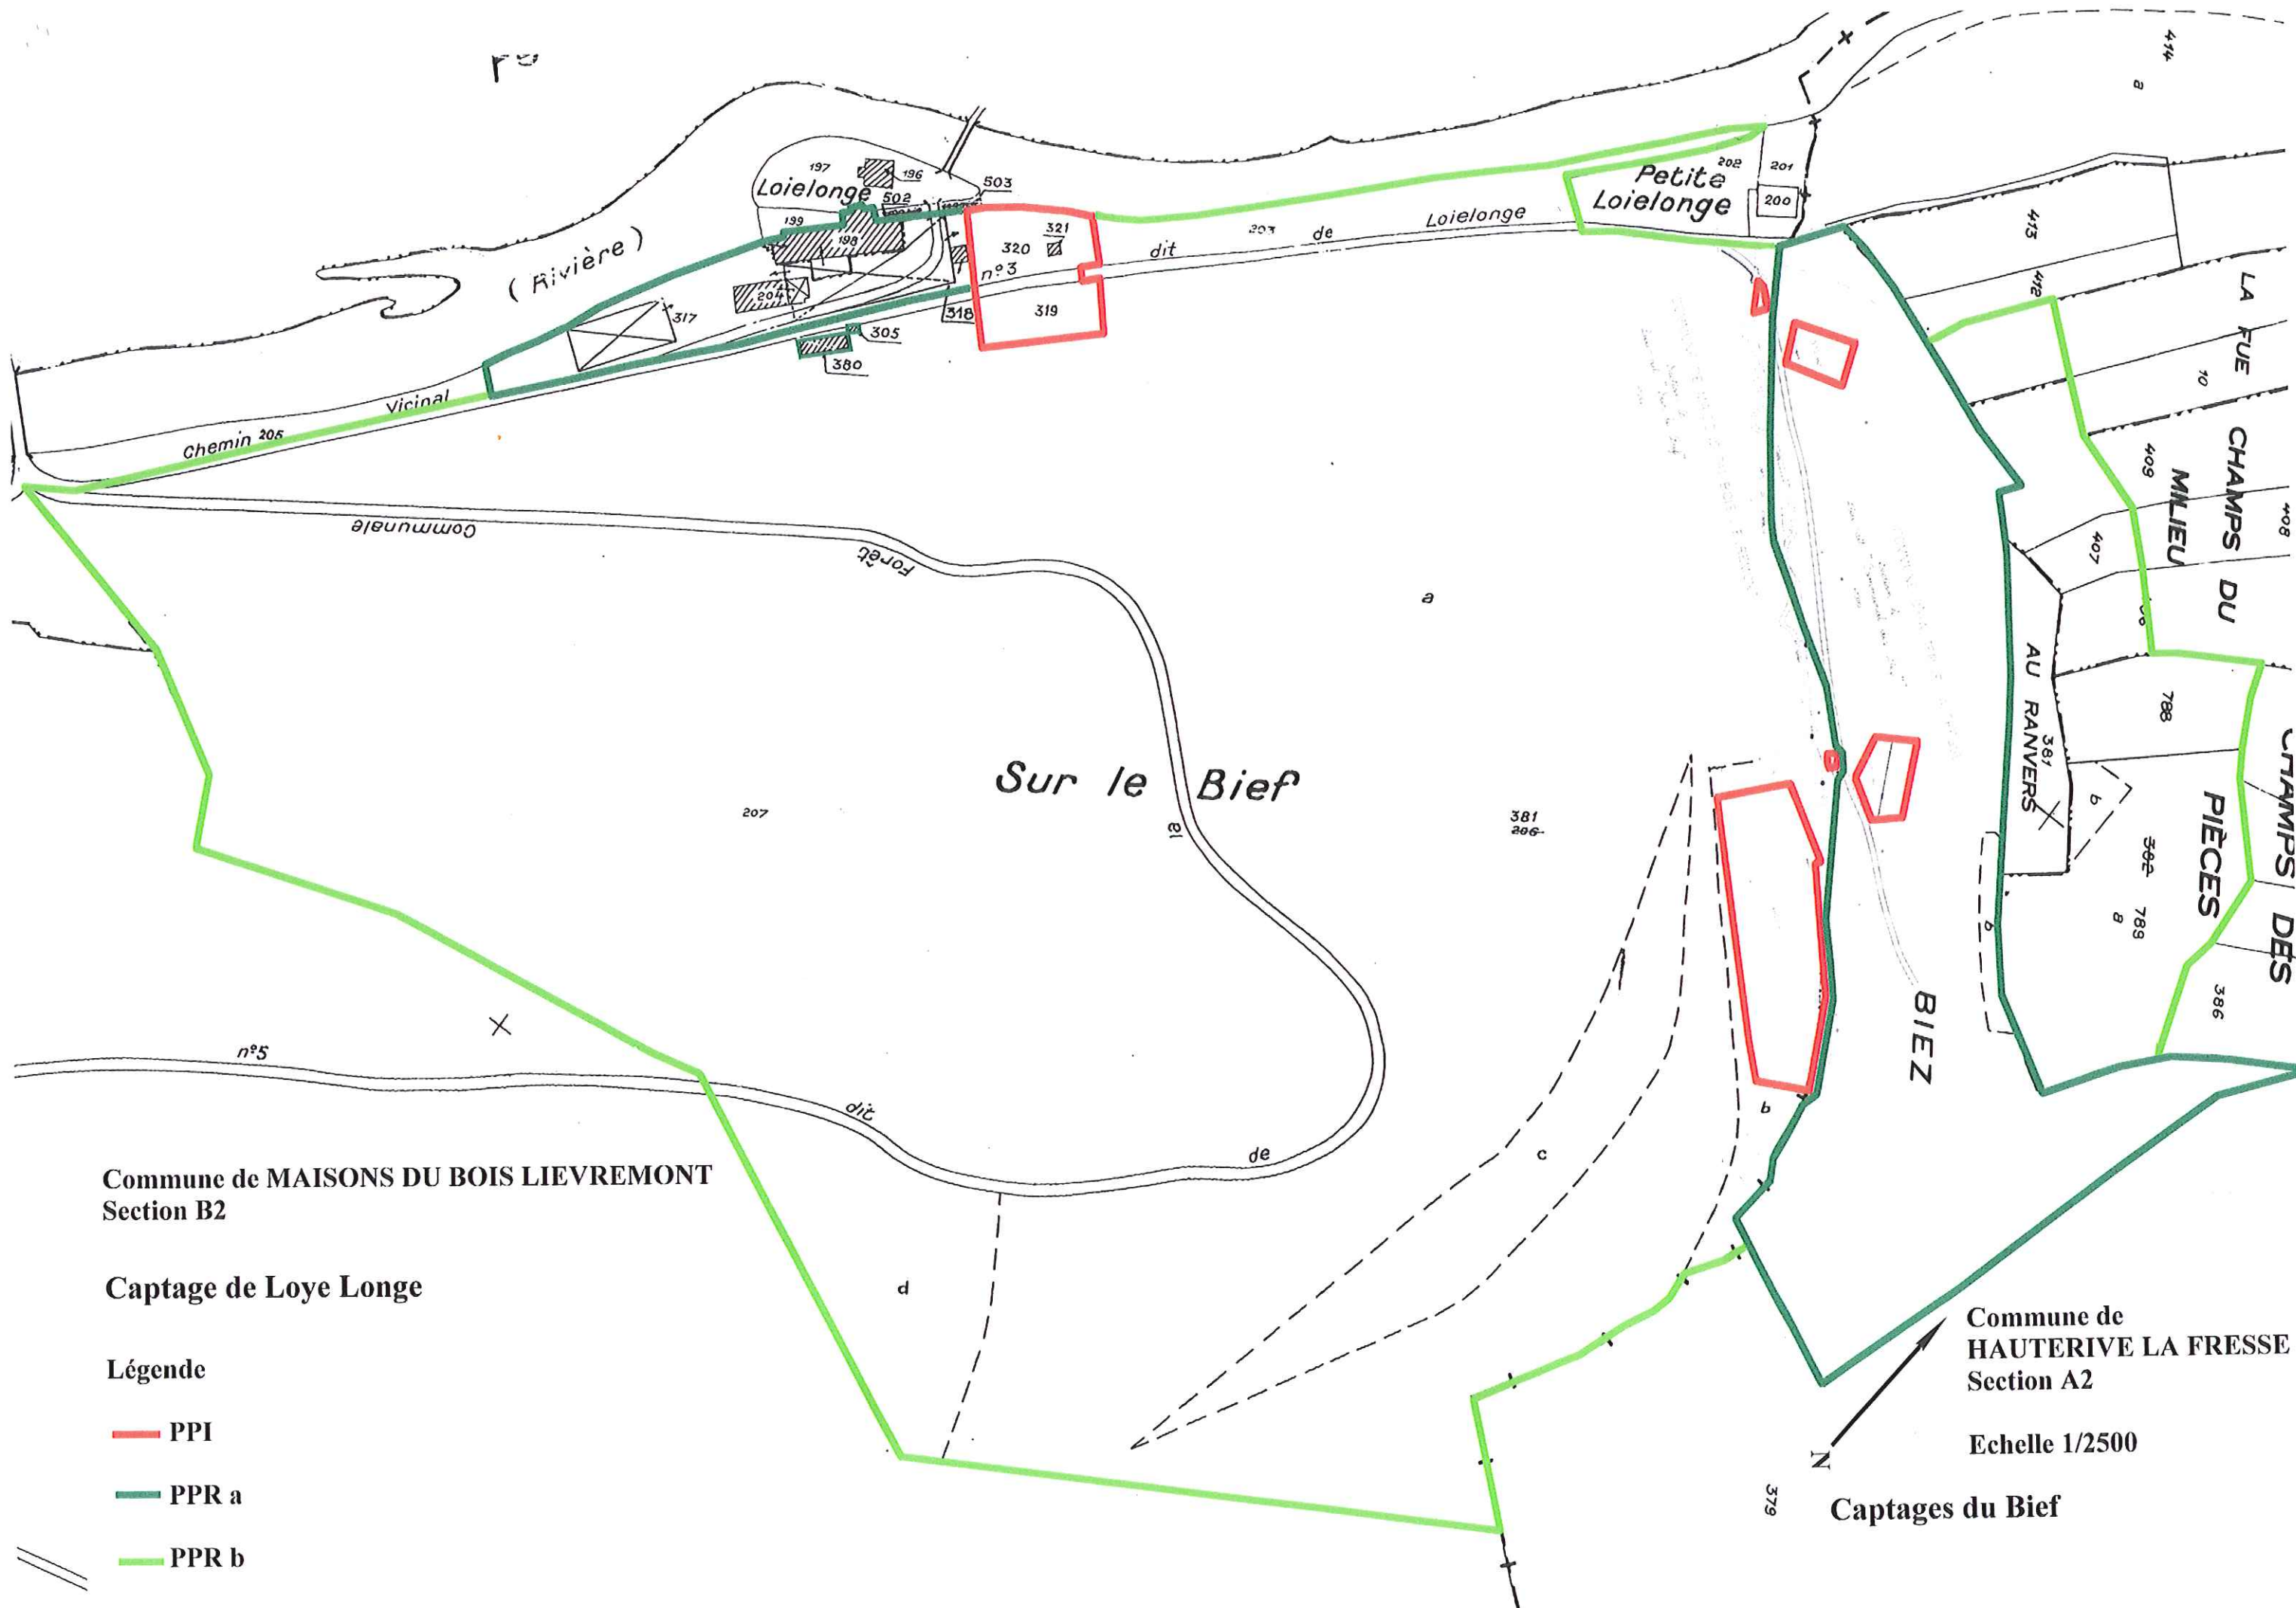 197
196
Loielonge
502
503
199
198
204
317
(Rivière)
318
305
380
320
321
n°3
319
dit
203
de
Loielonge
Petite
Loielonge
202
201
200
414
a
413
412
LA FUE
10
409
408
407
CHAMPS DU
MILIEU
Chemin 205
Vicinal
Communale
Forêt
a
AU RANVERS
381
788
b
PIÈCES
CHAMPS DES
382
789
a
b
386
Sur le Bief
207
la
381
206
BIEZ
n°5
dit
de
b
c
d
379
Commune de MAISONS DU BOIS LIEVREMONT
Section B2
Captage de Loye Longe
Légende
PPI
PPR a
PPR b
Commune de
HAUTERIVE LA FRESSE
Section A2
N
Echelle 1/2500
Captages du Bief